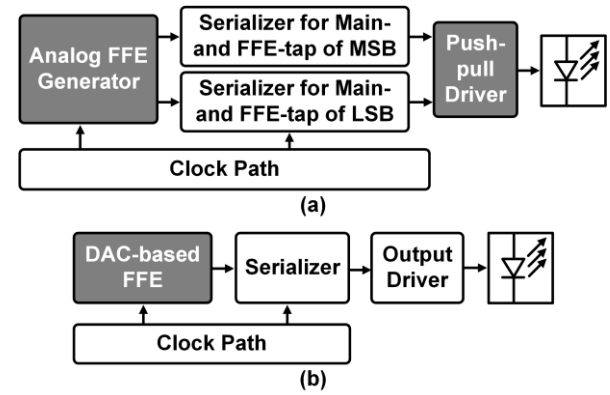 Analog FFE
Generator
Serializer for Main-
and FFE-tap of MSB
Serializer for Main-
and FFE-tap of LSB
Push-
pull
Driver
Clock Path
(a)
DAC-based
FFE
Serializer
Output
Driver
Clock Path
(b)